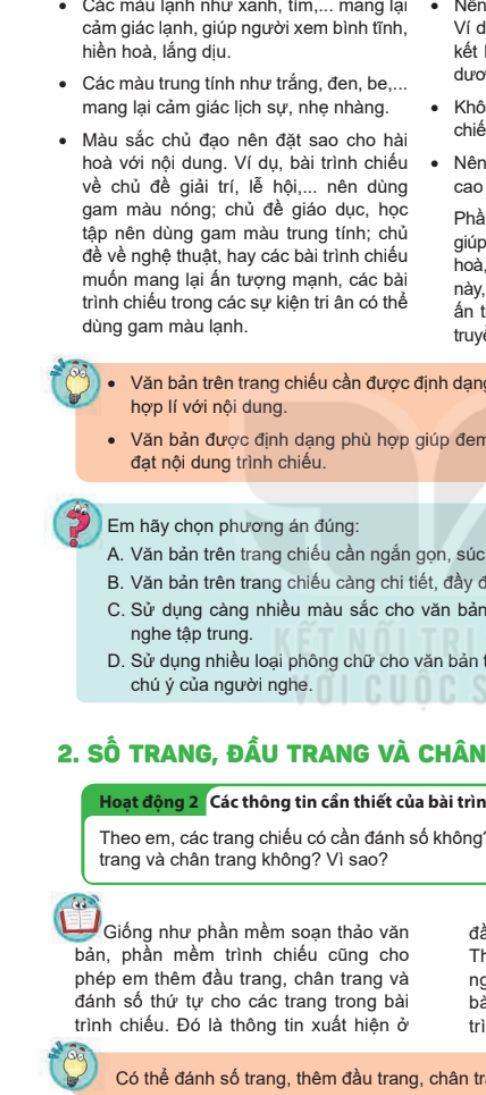 Các màu lạnh như xanh, tím,... mang lại
cảm giác lạnh, giúp người xem bình tĩnh,
hiền hoà, lắng dịu.
Các màu trung tính như trắng, đen, be,...
mang lại cảm giác lịch sự, nhẹ nhàng.
Màu sắc chủ đạo nên đặt sao cho hài
hoà với nội dung. Ví dụ, bài trình chiếu
về chủ đề giải trí, lễ hội,... nên dùng
gam màu nóng; chủ đề giáo dục, học
tập nên dùng gam màu trung tính; chủ
đề về nghệ thuật, hay các bài trình chiếu
muốn mang lại ấn tượng mạnh, các bài
trình chiếu trong các sự kiện tri ân có thể
dùng gam màu lạnh.
Nên
Ví d
kết
dươ
Khô
chiế
Nên
cao
Phầ
giúp
hoà,
này,
ấn t
truyề
Văn bản trên trang chiếu cần được định dạng
hợp lí với nội dung.
Văn bản được định dạng phù hợp giúp đem
đạt nội dung trình chiếu.
Em hãy chọn phương án đúng:
A. Văn bản trên trang chiếu cần ngắn gọn, súc
B. Văn bản trên trang chiếu càng chi tiết, đầy đ
C. Sử dụng càng nhiều màu sắc cho văn bản
nghe tập trung.
D. Sử dụng nhiều loại phông chữ cho văn bản t
chú ý của người nghe.
KẾT NỐI TRI
VỚI CUỘC S
2. SỐ TRANG, ĐẦU TRANG VÀ CHÂN
Hoạt động 2 Các thông tin cần thiết của bài trìn
Theo em, các trang chiếu có cần đánh số không?
trang và chân trang không? Vì sao?
Giống như phần mềm soạn thảo văn
bản, phần mềm trình chiếu cũng cho
phép em thêm đầu trang, chân trang và
đánh số thứ tự cho các trang trong bài
trình chiếu. Đó là thông tin xuất hiện ở
đầ
Th
ng
bà
trì
Có thể đánh số trang, thêm đầu trang, chân tr